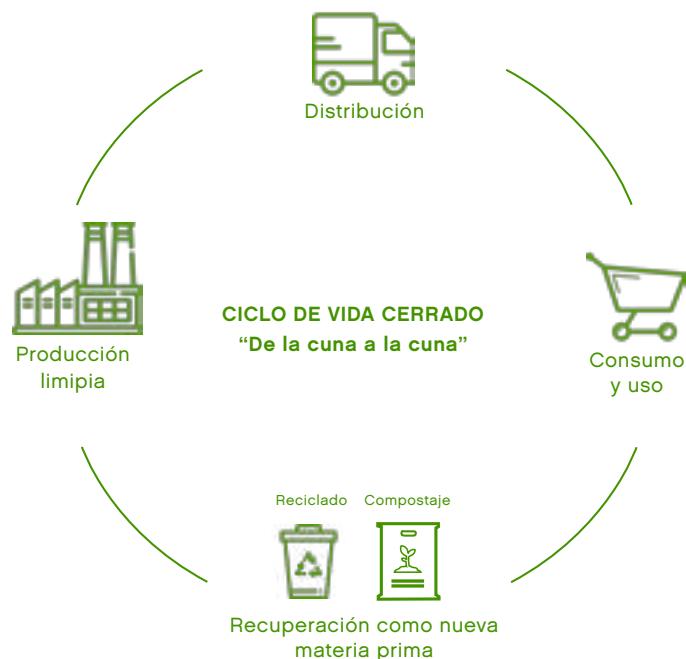 Distribución
CICLO DE VIDA CERRADO
“De la cuna a la cuna”
Producción
limipia
Consumo
y uso
Reciclado
Compostaje
Recuperación como nueva
materia prima